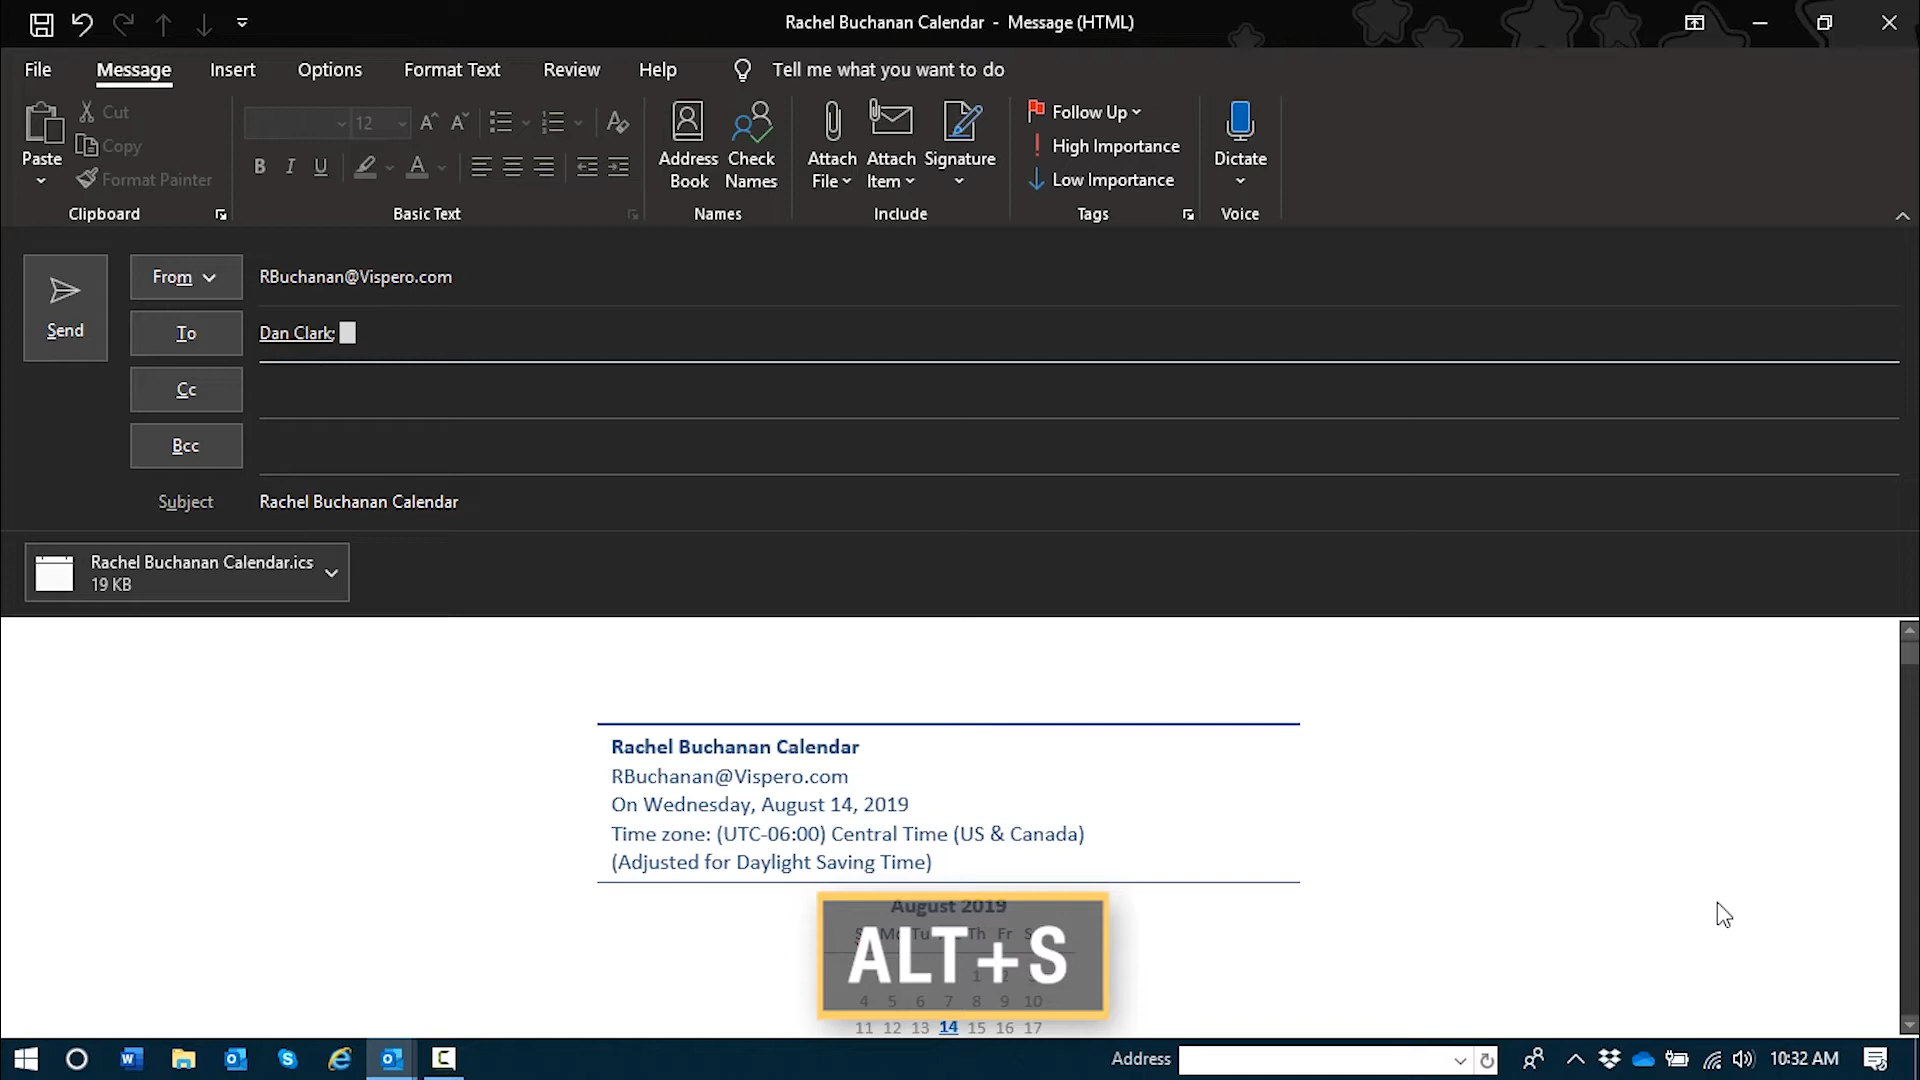 Rachel Buchanan Calendar - Message (HTML)
File Message Insert Options Format Text Review Help Tell me what you want to do
Paste
Cut
Copy
Format Painter
Clipboard
12
B I U
Basic Text
Address Book
Check Names
Names
Attach File
Attach Item
Signature
Include
Follow Up
High Importance
Low Importance
Tags
Dictate
Voice
Send
From RBuchanan@Vispero.com
To Dan Clark;
Cc
Bcc
Subject Rachel Buchanan Calendar
Rachel Buchanan Calendar.ics
19 KB
Rachel Buchanan Calendar
RBuchanan@Vispero.com
On Wednesday, August 14, 2019
Time zone: (UTC-06:00) Central Time (US & Canada)
(Adjusted for Daylight Saving Time)
August 2019
Tu Th Fr
ALT+S
4 5 6 7 8 9 10
11 12 13 14 15 16 17
Address
10:32 AM